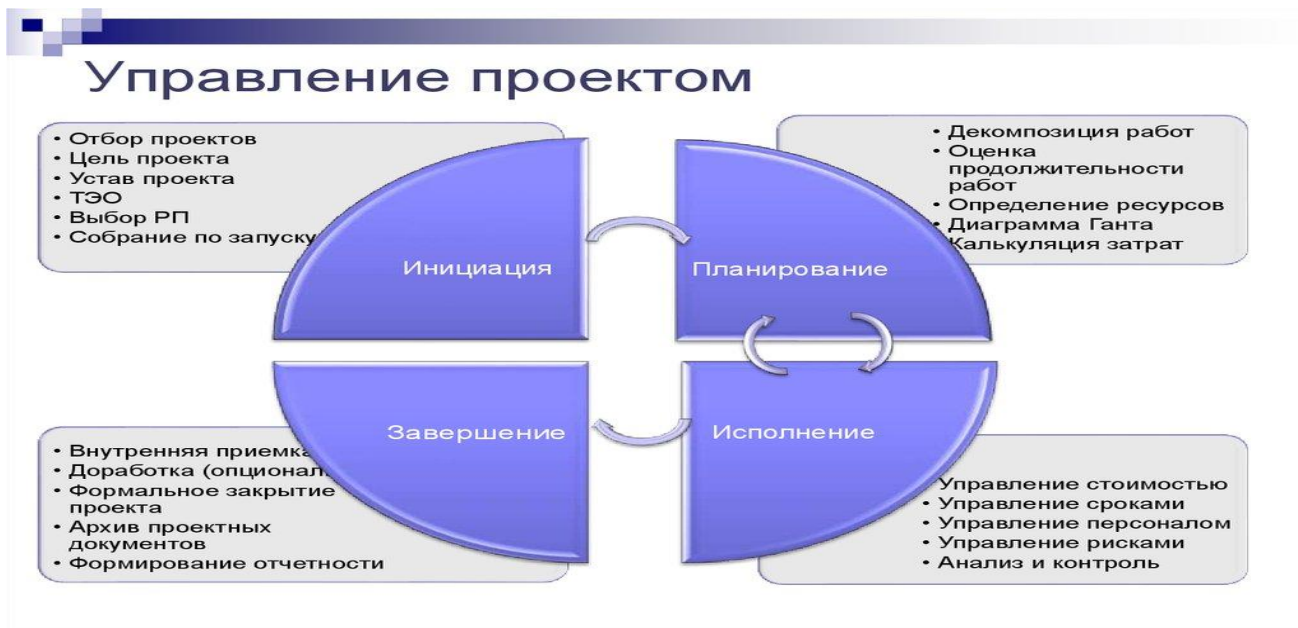 Управление проектом
• Отбор проектов
• Цель проекта
• Устав проекта
• ТЭО
• Выбор РП
• Собрание по запуску
• Декомпозиция работ
• Оценка
продолжительности
работ
• Определение ресурсов
• Диаграмма Ганта
Калькуляция затрат
Инициация
Планирование
Завершение
Исполнение
• Внутренняя приемка
• Доработка (опционал
• Формальное закрытие
проекта
• Архив проектных
документов
• Формирование отчетности
Управление стоимостью
• Управление сроками
• Управление персоналом
• Управление рисками
• Анализ и контроль